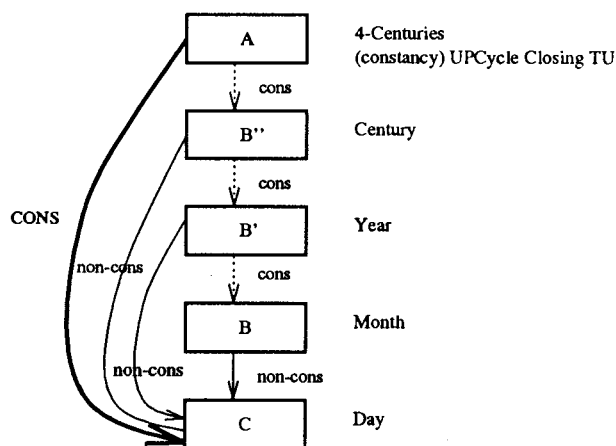 A
4-Centuries
(constancy) UPCycle Closing TU
cons
B''
Century
cons
CONS
B'
Year
non-cons
cons
B
Month
non-cons
non-cons
C
Day